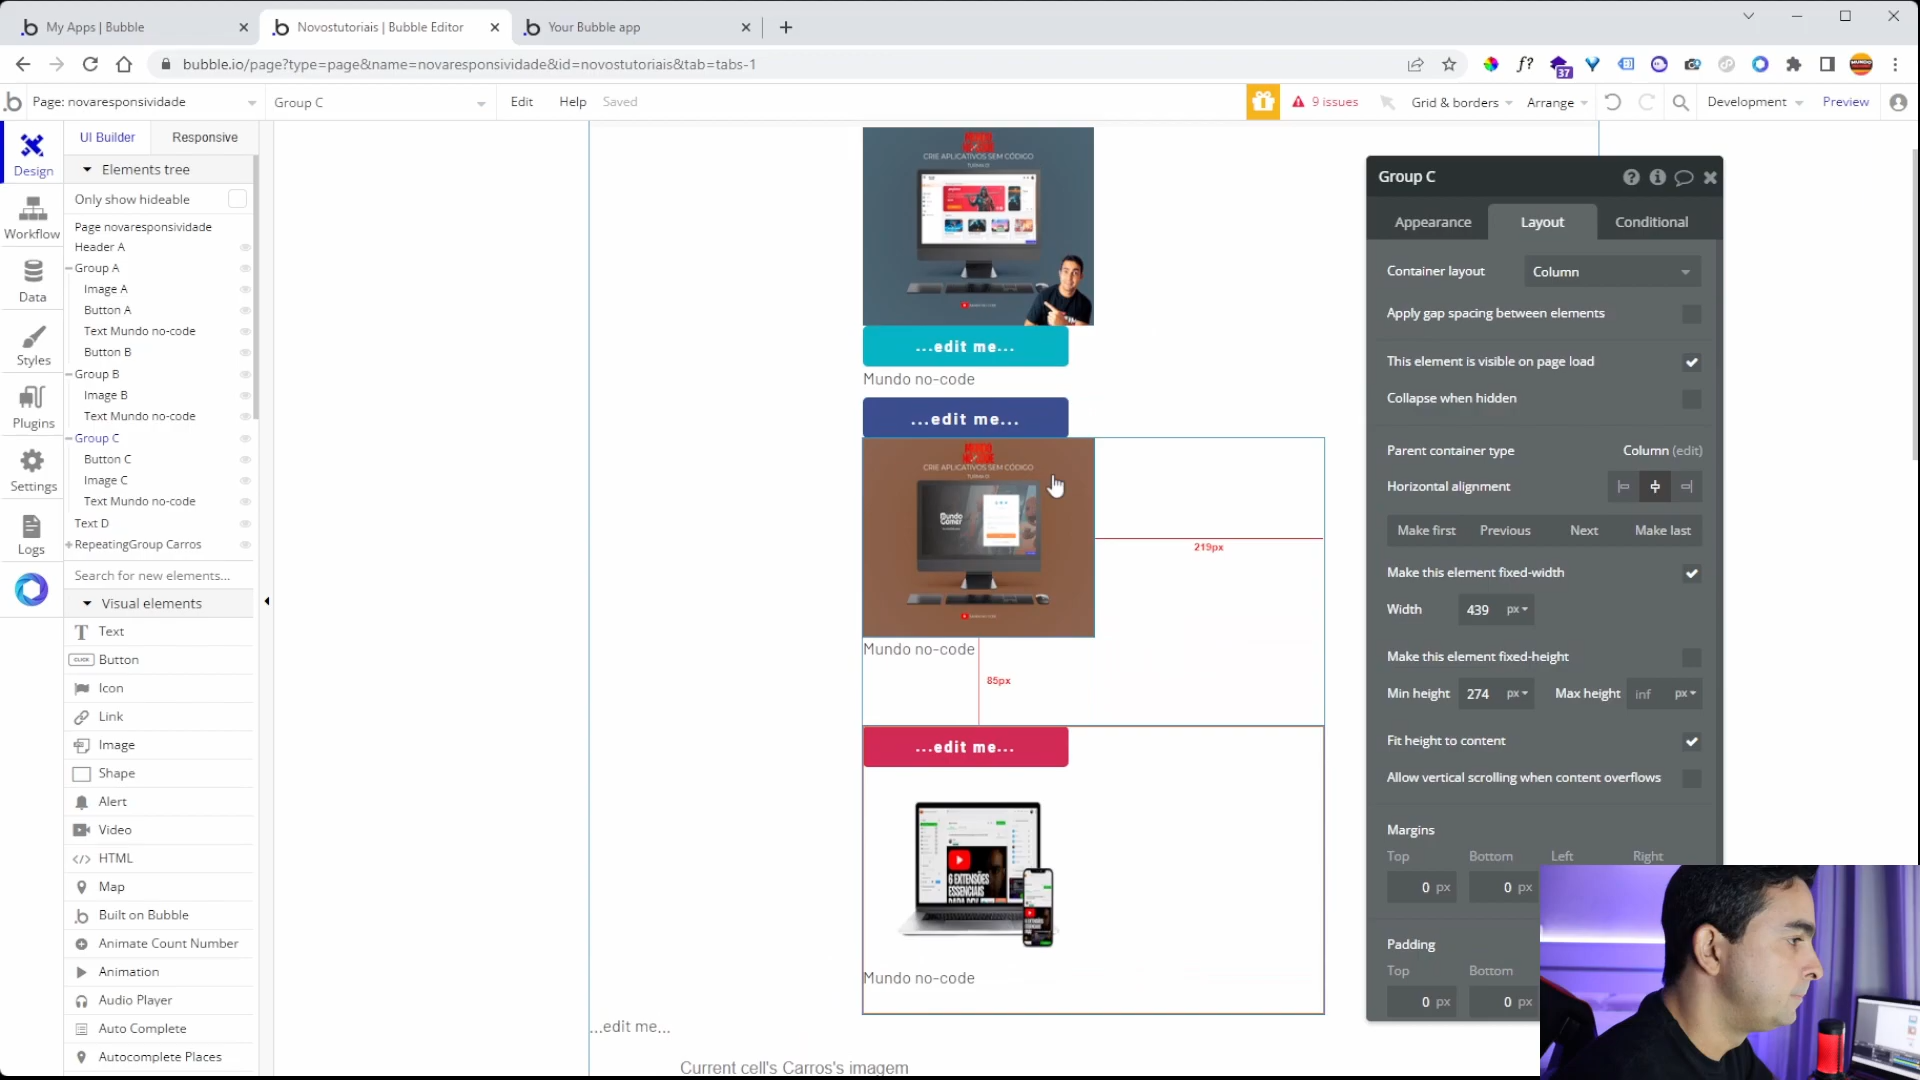 My Apps | Bubble
Novostutoriais | Bubble Editor
Your Bubble app
bubble.io/page?type=page&name=novaresponsividade&id=novostutoriais&tab=tabs-1
f?
37
Page: novaresponsividade
Group C
Edit
Help
Saved
9 issues
Grid & borders
Arrange
Development
Preview
Design
Workflow
Data
Styles
Plugins
Settings
Logs
UI Builder
Responsive
Elements tree
Only show hideable
Page novaresponsividade
Header A
Group A
Image A
Button A
Text Mundo no-code
Button B
Group B
Image B
Text Mundo no-code
Group C
Button C
Image C
Text Mundo no-code
Text D
RepeatingGroup Carros
Search for new elements...
Visual elements
Text
Button
Icon
Link
Image
Shape
Alert
Video
HTML
Map
Built on Bubble
Animate Count Number
Animation
Audio Player
Auto Complete
Autocomplete Places
CRIE APLICATIVOS SEM CÓDIGO
...edit me...
Mundo no-code
...edit me...
CRIE APLICATIVOS SEM CÓDIGO
219px
Mundo no-code
85px
...edit me...
6 EXTENSÕES
ESSENCIAIS
Mundo no-code
...edit me...
Current cell's Carros's imagem
Group C
Appearance
Layout
Conditional
Container layout
Column
Apply gap spacing between elements
This element is visible on page load
Collapse when hidden
Parent container type
Column (edit)
Horizontal alignment
Make first
Previous
Next
Make last
Make this element fixed-width
Width
439 px
Make this element fixed-height
Min height
274 px
Max height
inf px
Fit height to content
Allow vertical scrolling when content overflows
Margins
Top
Bottom
Left
Right
0 px
0 px
Padding
Top
Bottom
0 px
0 px